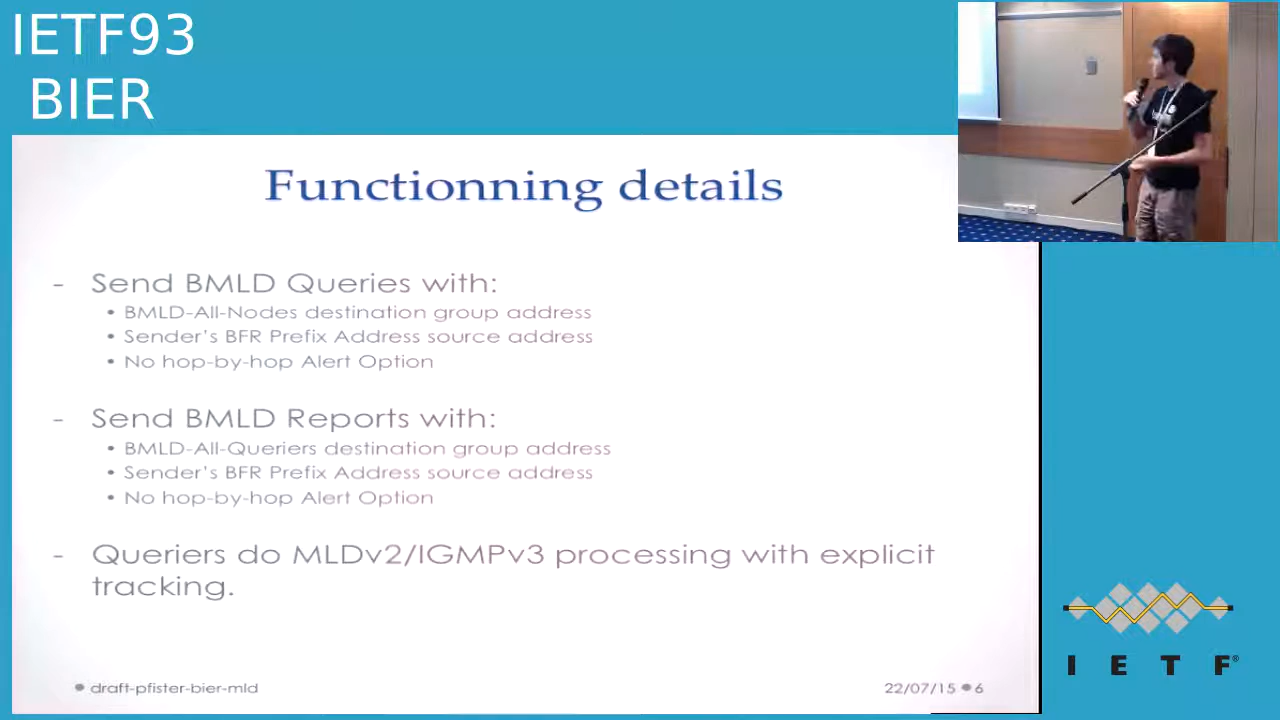 IETF93
BIER
Functionning details
- Send BMLD Queries with:
• BMLD-All-Nodes destination group address
• Sender's BFR Prefix Address source address
• No hop-by-hop Alert Option
- Send BMLD Reports with:
• BMLD-All-Queriers destination group address
• Sender's BFR Prefix Address source address
• No hop-by-hop Alert Option
- Queriers do MLDv2/IGMPv3 processing with explicit
tracking.
• draft-pfister-bier-mld
22/07/15 • 6
I E T F®